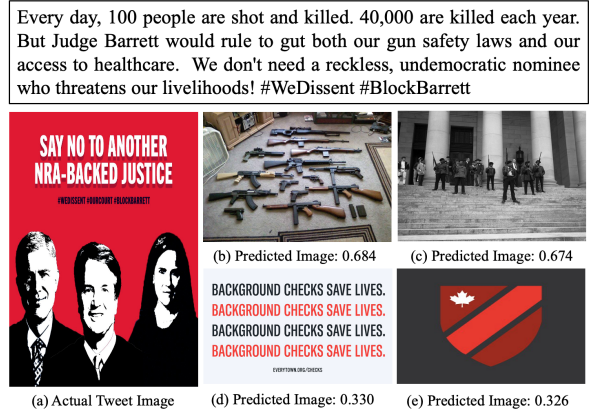 Every day, 100 people are shot and killed. 40,000 are killed each year.
But Judge Barrett would rule to gut both our gun safety laws and our
access to healthcare. We don't need a reckless, undemocratic nominee
who threatens our livelihoods! #WeDissent #BlockBarrett
SAY NO TO ANOTHER
NRA-BACKED JUSTICE
#WEDISSENT #OURCOURT #BLOCKBARRETT
(a) Actual Tweet Image
(b) Predicted Image: 0.684
(c) Predicted Image: 0.674
BACKGROUND CHECKS SAVE LIVES.
BACKGROUND CHECKS SAVE LIVES.
BACKGROUND CHECKS SAVE LIVES.
BACKGROUND CHECKS SAVE LIVES.
EVERYTOWN.ORG/CHECKS
(d) Predicted Image: 0.330
(e) Predicted Image: 0.326